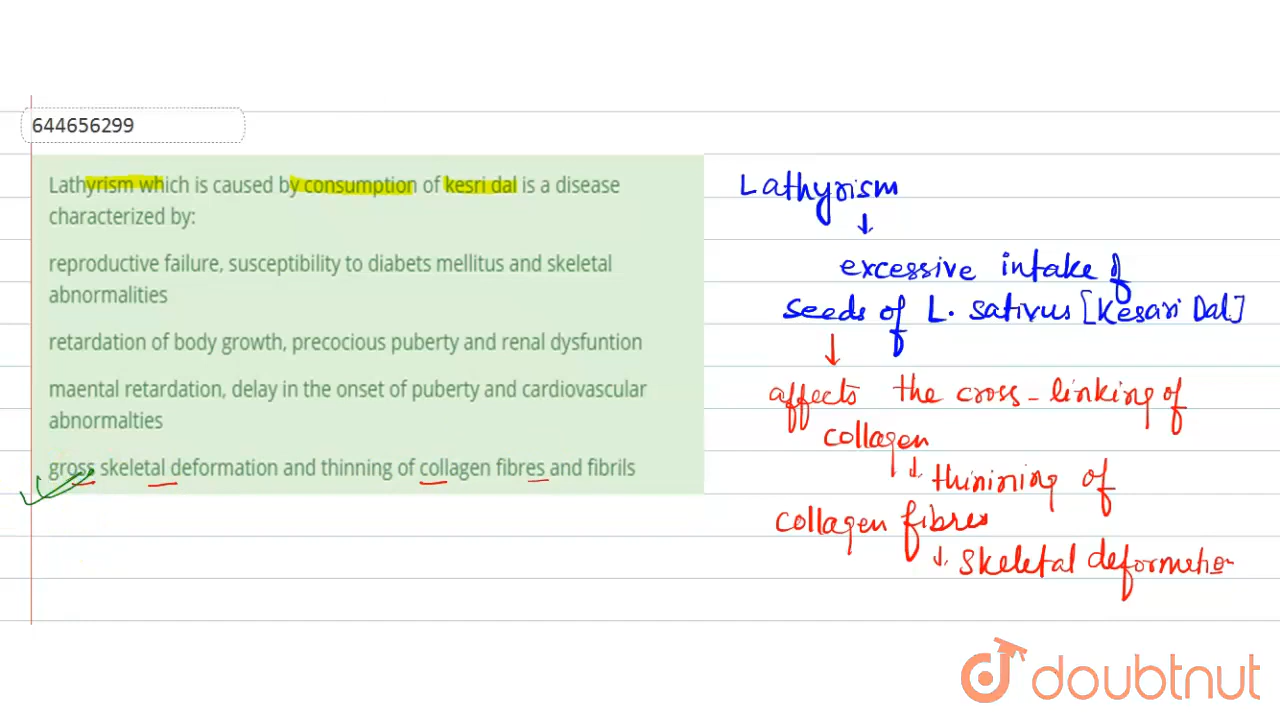 644656299
Lathyrism which is caused by consumption of kesri dal is a disease
characterized by:
reproductive failure, susceptibility to diabets mellitus and skeletal
abnormalities
retardation of body growth, precocious puberty and renal dysfuntion
maental retardation, delay in the onset of puberty and cardiovascular
abnormalties
gross skeletal deformation and thinning of collagen fibres and fibrils
Lathyrism
↓
excessive intake of
seeds of L. sativus [Kesari Dal]
↓
affects the cross-linking of
collagen
↓ thinining of
collagen fibres
↓ skeletal deformation
doubtnut